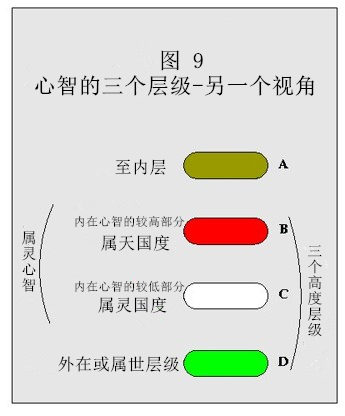 图 9
心智的三个层级-另一个视角
至内层
A
内在心智的较高部分
属天国度
B
内在心智的较低部分
属灵国度
C
外在或属世层级
D
属灵心智
三个高度层级